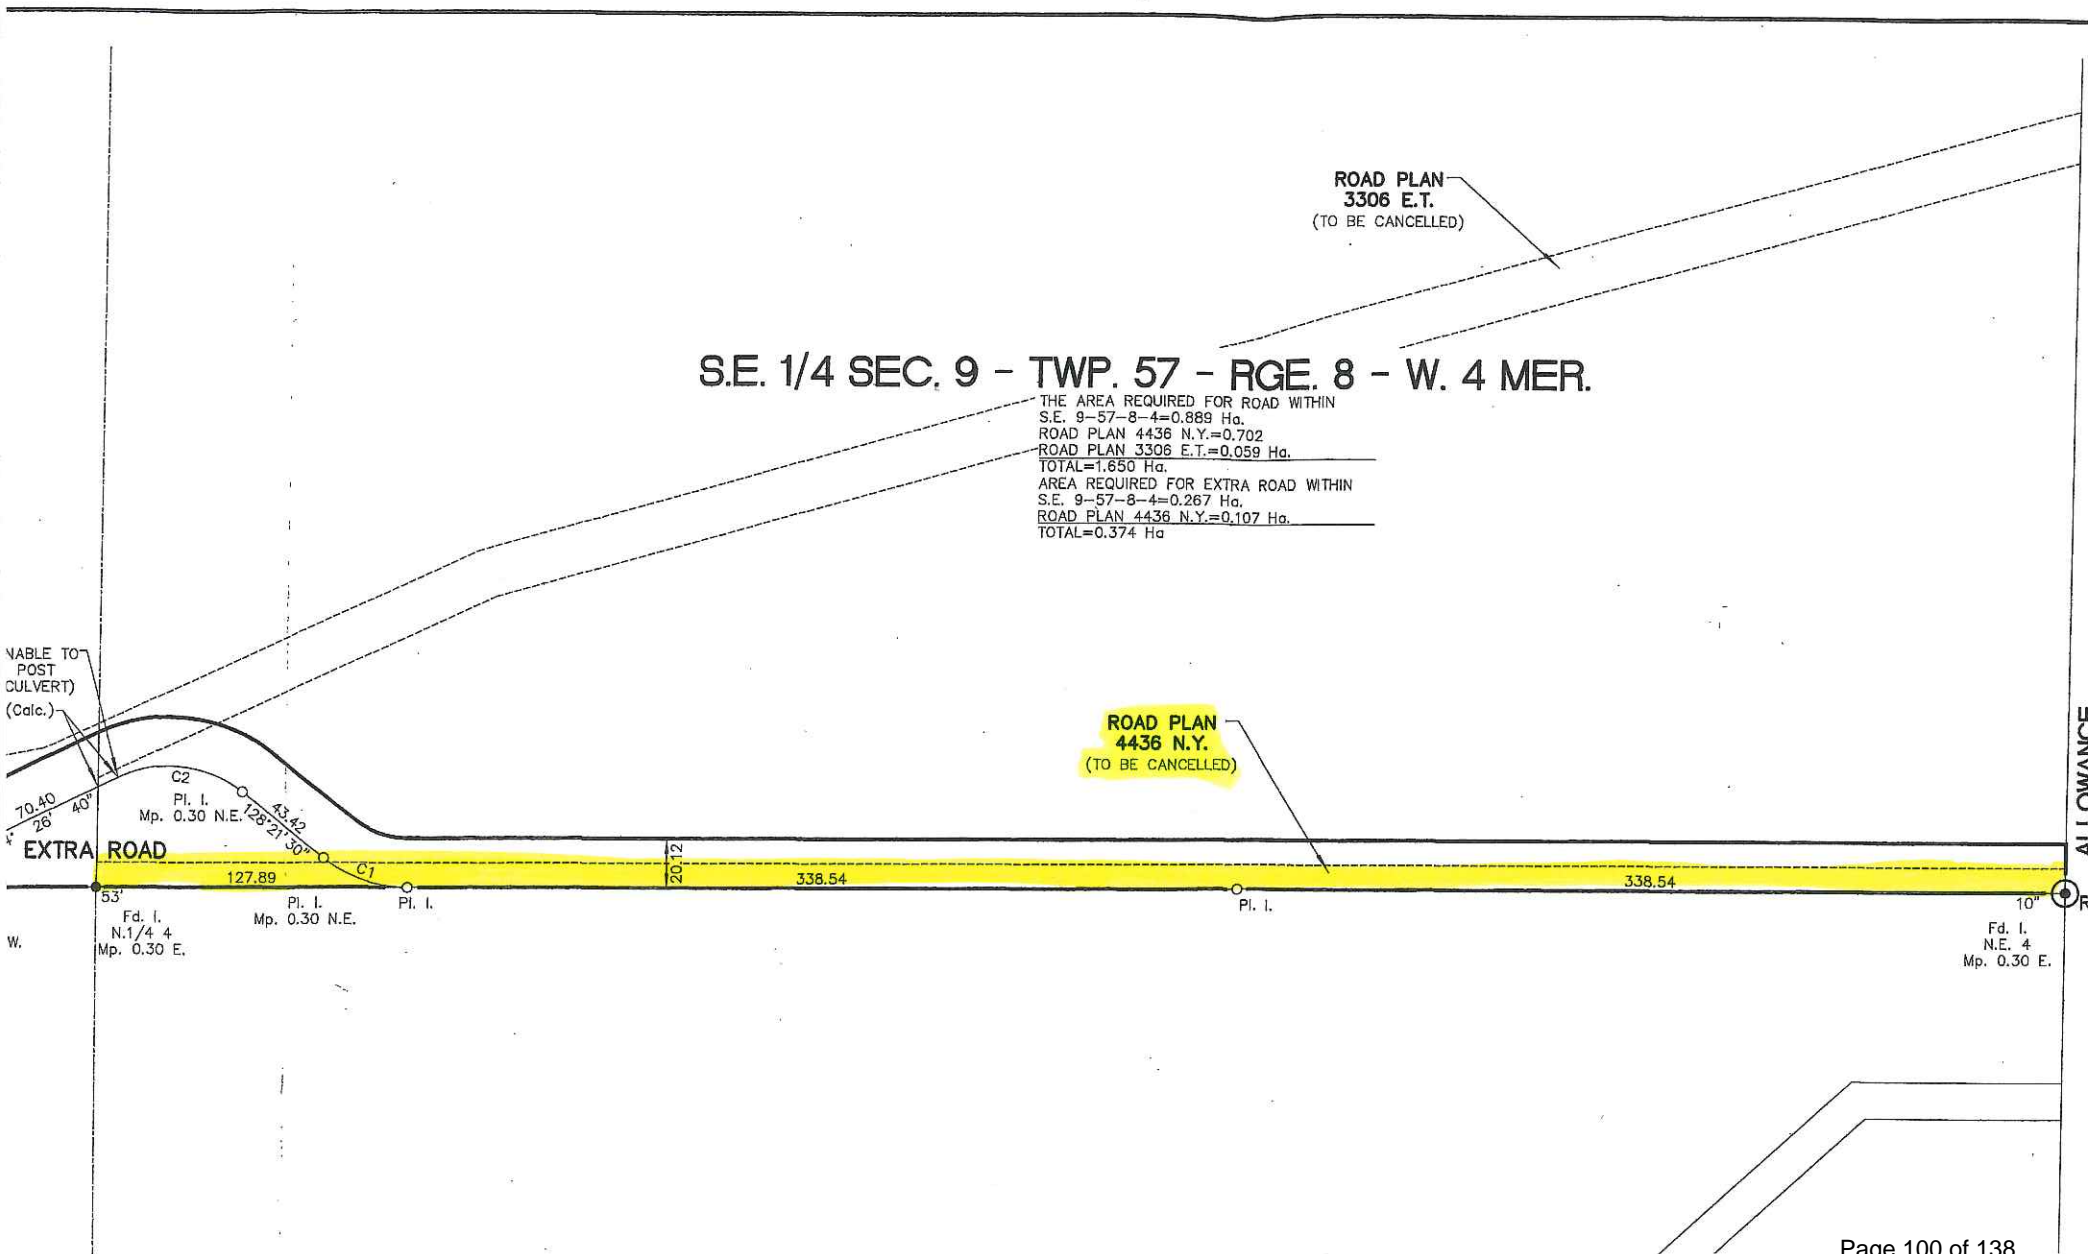 ROAD PLAN
3306 E.T.
(TO BE CANCELLED)
S.E. 1/4 SEC. 9 - TWP. 57 - RGE. 8 - W. 4 MER.
THE AREA REQUIRED FOR ROAD WITHIN
S.E. 9-57-8-4=0.889 Ha.
ROAD PLAN 4436 N.Y.=0.702
ROAD PLAN 3306 E.T.=0.059 Ha.
TOTAL=1.650 Ha.
AREA REQUIRED FOR EXTRA ROAD WITHIN
S.E. 9-57-8-4=0.267 Ha.
ROAD PLAN 4436 N.Y.=0.107 Ha.
TOTAL=0.374 Ha
NABLE TO
POST
CULVERT)
(Calc.)
ROAD PLAN
4436 N.Y.
(TO BE CANCELLED)
ALLOWANCE
C2
Pl. I.
Mp. 0.30 N.E.
43.42
128°21'30"
70.40
26'
40"
EXTRA ROAD
C1
20.12
127.89
338.54
338.54
53'
Fd. I.
N.1/4 4
Mp. 0.30 E.
Pl. I.
Mp. 0.30 N.E.
Pl. I.
Pl. I.
10"
R
Fd. I.
N.E. 4
Mp. 0.30 E.
W.
Page 100 of 138